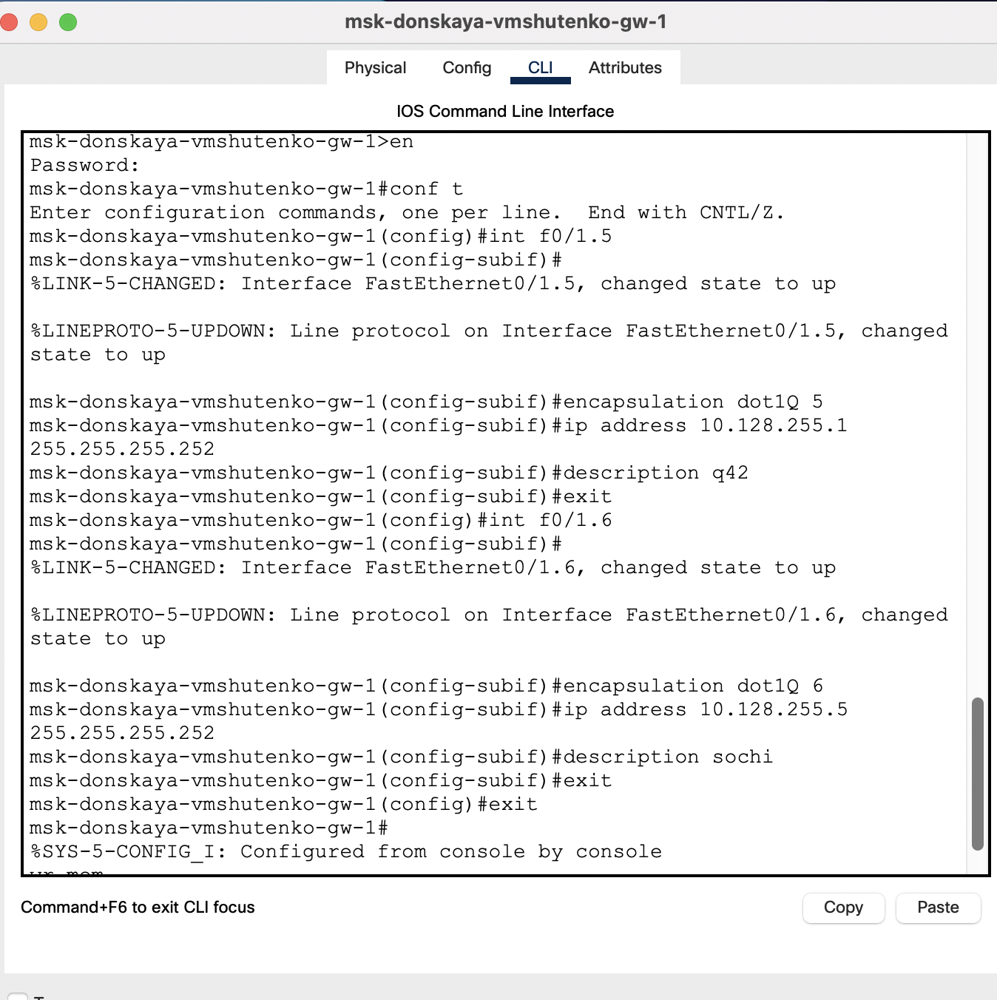 msk-donskaya-vmshutenko-gw-1
Physical Config CLI Attributes
IOS Command Line Interface
msk-donskaya-vmshutenko-gw-1>en
Password:
msk-donskaya-vmshutenko-gw-1#conf t
Enter configuration commands, one per line.  End with CNTL/Z.
msk-donskaya-vmshutenko-gw-1(config)#int f0/1.5
msk-donskaya-vmshutenko-gw-1(config-subif)#
%LINK-5-CHANGED: Interface FastEthernet0/1.5, changed state to up
%LINEPROTO-5-UPDOWN: Line protocol on Interface FastEthernet0/1.5, changed
state to up
msk-donskaya-vmshutenko-gw-1(config-subif)#encapsulation dot1Q 5
msk-donskaya-vmshutenko-gw-1(config-subif)#ip address 10.128.255.1
255.255.255.252
msk-donskaya-vmshutenko-gw-1(config-subif)#description q42
msk-donskaya-vmshutenko-gw-1(config-subif)#exit
msk-donskaya-vmshutenko-gw-1(config)#int f0/1.6
msk-donskaya-vmshutenko-gw-1(config-subif)#
%LINK-5-CHANGED: Interface FastEthernet0/1.6, changed state to up
%LINEPROTO-5-UPDOWN: Line protocol on Interface FastEthernet0/1.6, changed
state to up
msk-donskaya-vmshutenko-gw-1(config-subif)#encapsulation dot1Q 6
msk-donskaya-vmshutenko-gw-1(config-subif)#ip address 10.128.255.5
255.255.255.252
msk-donskaya-vmshutenko-gw-1(config-subif)#description sochi
msk-donskaya-vmshutenko-gw-1(config-subif)#exit
msk-donskaya-vmshutenko-gw-1(config)#exit
msk-donskaya-vmshutenko-gw-1#
%SYS-5-CONFIG_I: Configured from console by console
wr mem
Command+F6 to exit CLI focus
Copy Paste